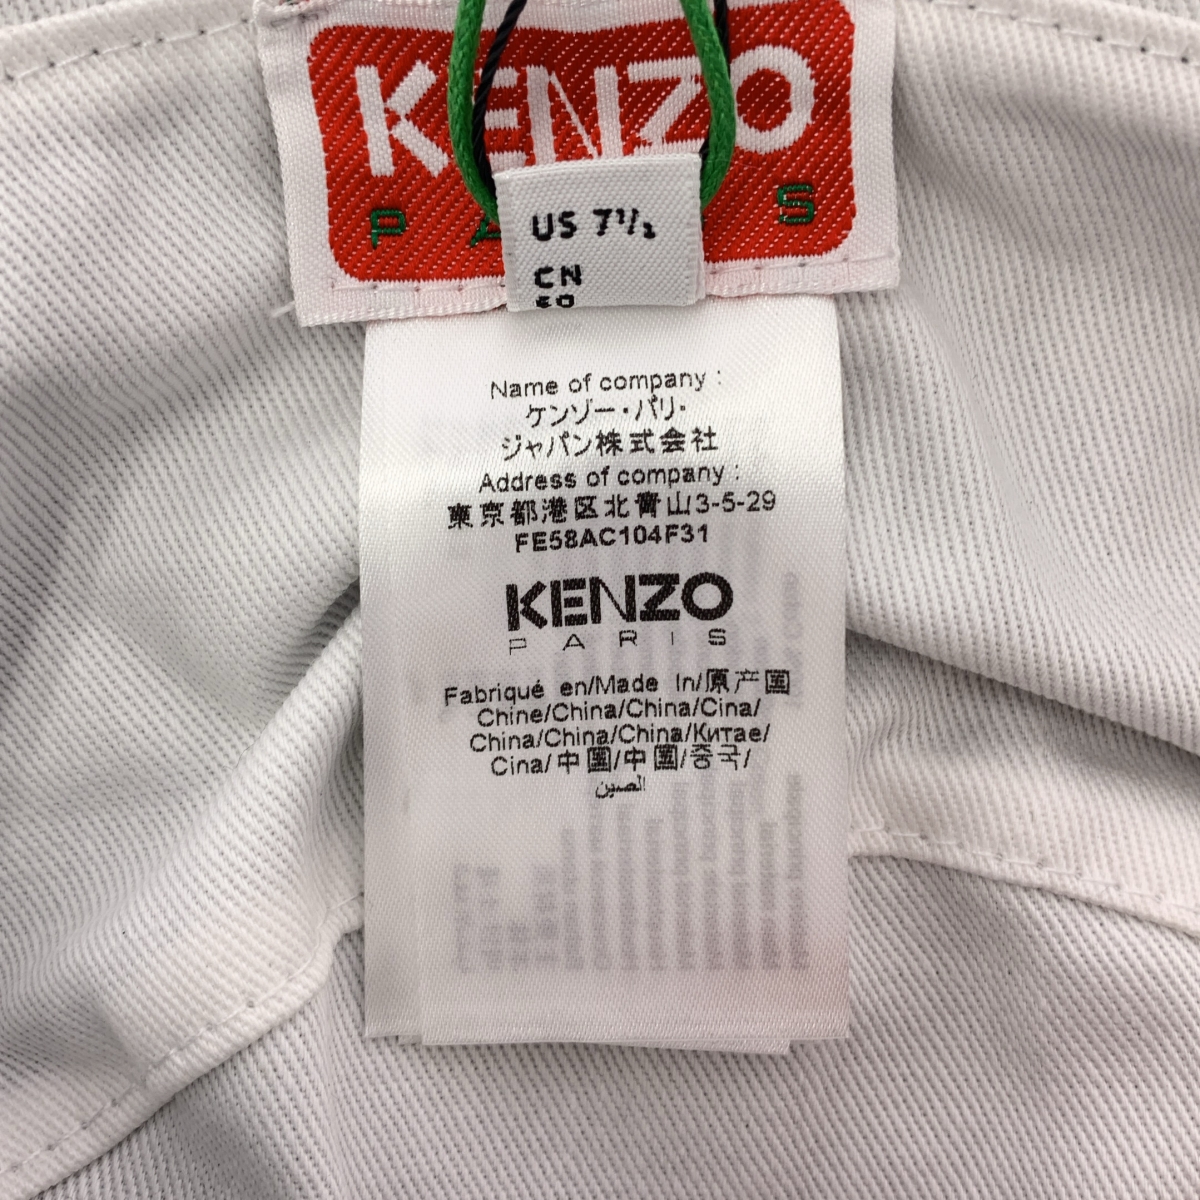 KENZO
P A S
US 7½
CN
Name of company :
ケンゾー・パリ・
ジャパン株式会社
Address of company :
東京都港区北青山3-5-29
FE58AC104F31
KENZO
PARIS
Fabriqué en/Made In/原产国
Chine/China/China/Cina/
China/China/China/Китае/
Cina/中国/中國/중국/
الصين